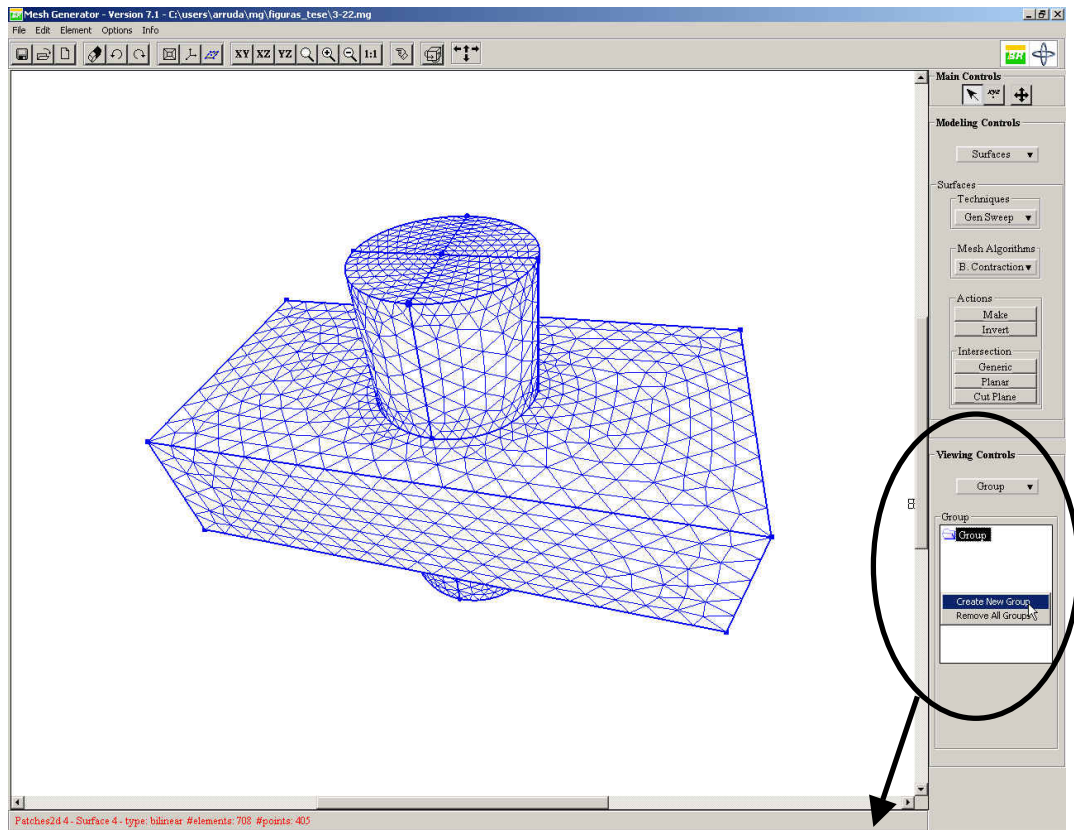 Mesh Generator - Version 7.1 - C:\users\arruda\mg\figuras_tese\3-22.mg
File Edit Element Options Info
XY XZ YZ 1:1
Main Controls
xyz
Modeling Controls
Surfaces
Surfaces
Techniques
Gen Sweep
Mesh Algorithms
B. Contraction
Actions
Make
Invert
Intersection
Generic
Planar
Cut Plane
Viewing Controls
Group
Group
Group
Create New Group
Remove All Groups
Patches2d 4 - Surface 4 - type: bilinear #elements: 708 #points: 405